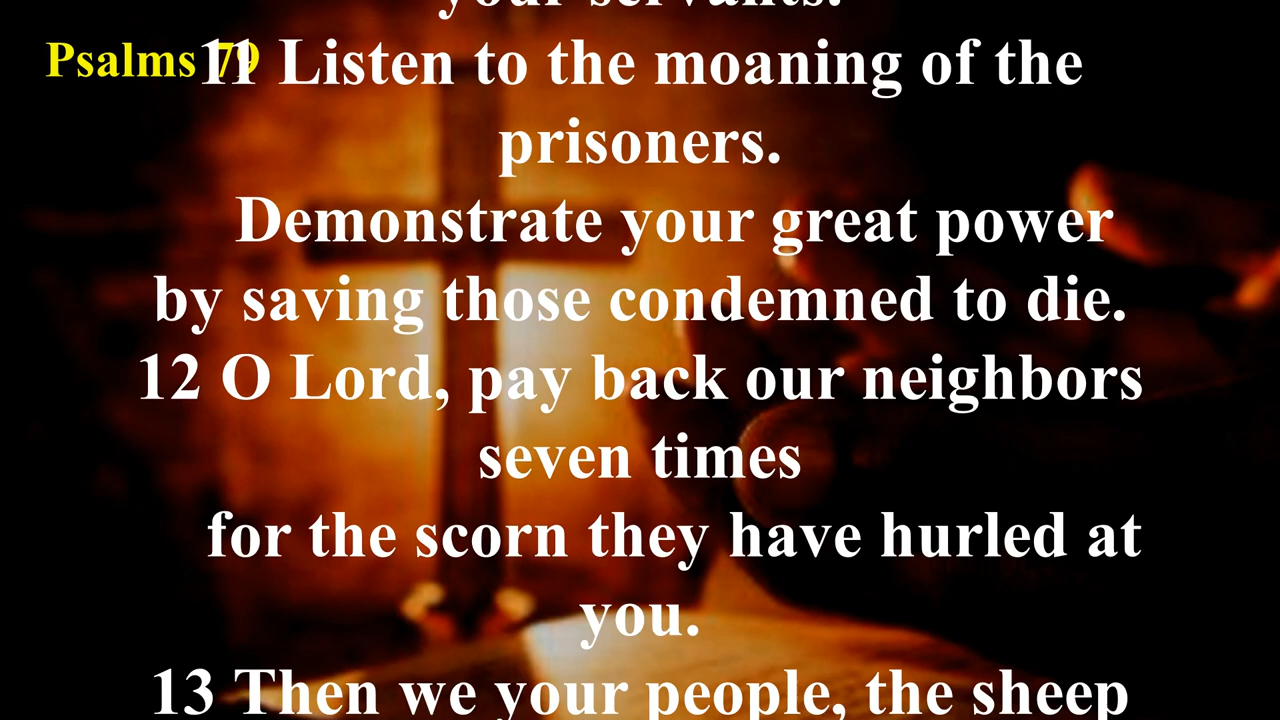 your servants.
Psalms 79
11 Listen to the moaning of the
prisoners.
Demonstrate your great power
by saving those condemned to die.
12 O Lord, pay back our neighbors
seven times
for the scorn they have hurled at
you.
13 Then we your people, the sheep